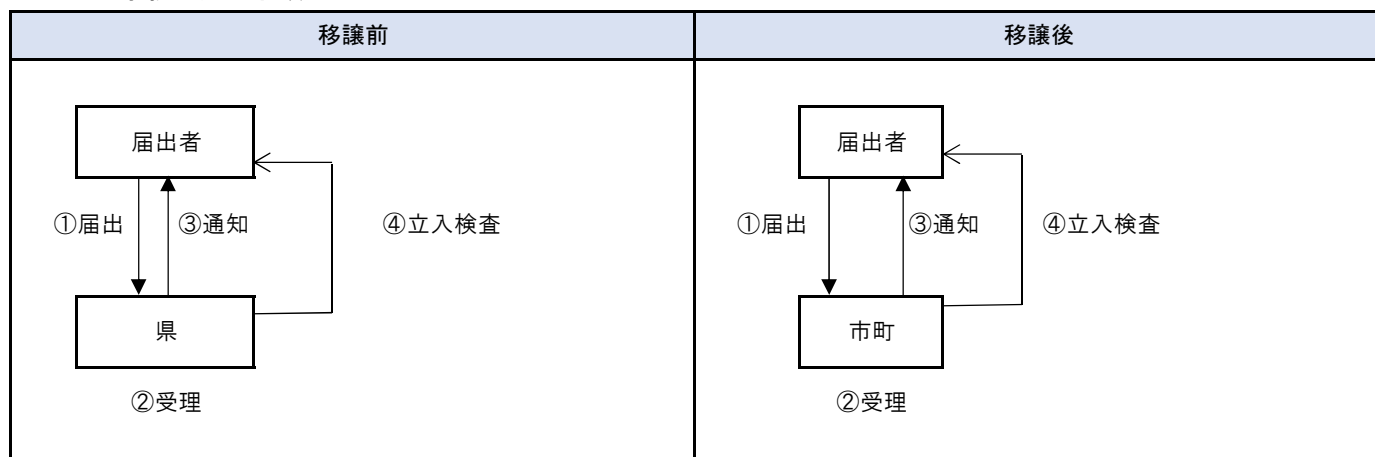 移譲前
届出者
①届出
③通知
④立入検査
県
②受理
移譲後
届出者
①届出
③通知
④立入検査
市町
②受理